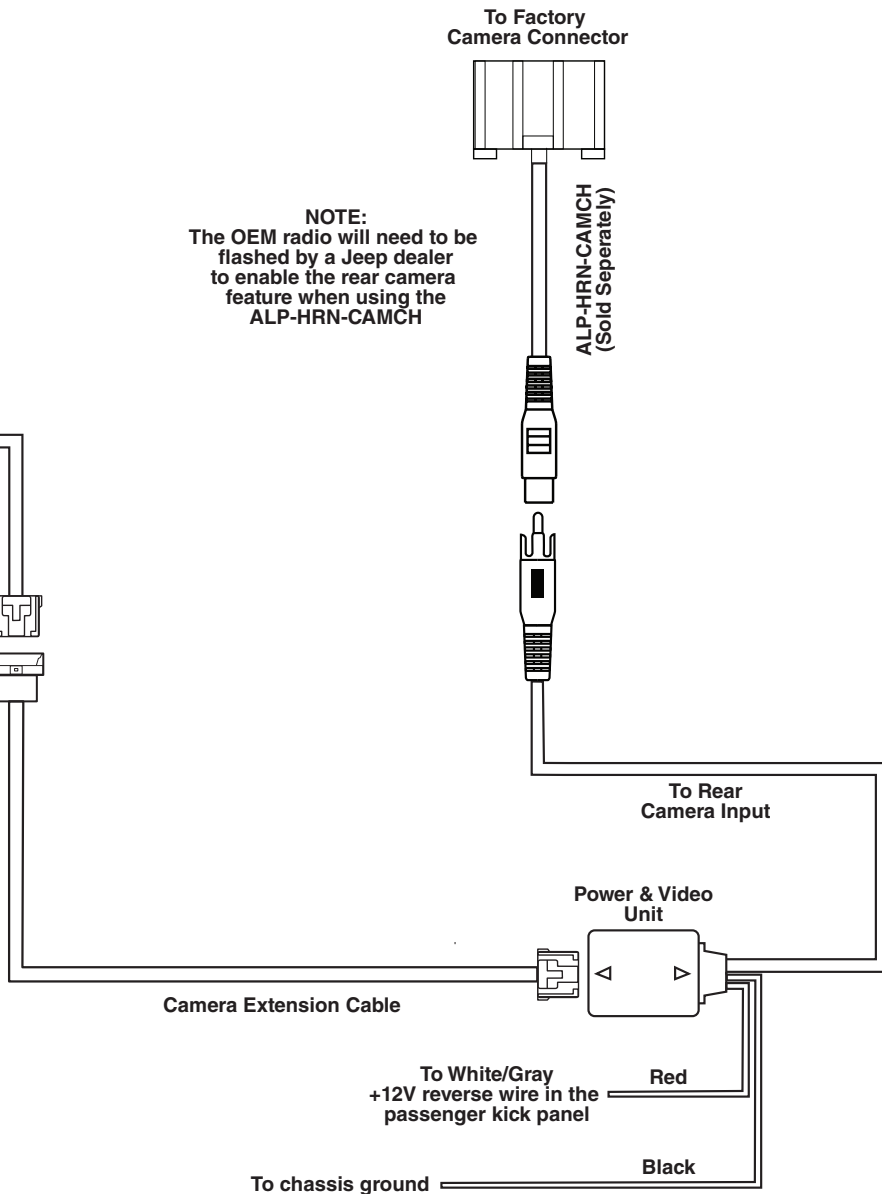 To Factory
Camera Connector
NOTE:
The OEM radio will need to be
flashed by a Jeep dealer
to enable the rear camera
feature when using the
ALP-HRN-CAMCH
ALP-HRN-CAMCH
(Sold Seperately)
To Rear
Camera Input
Power & Video
Unit
Camera Extension Cable
To White/Gray
+12V reverse wire in the
passenger kick panel
Red
Black
To chassis ground